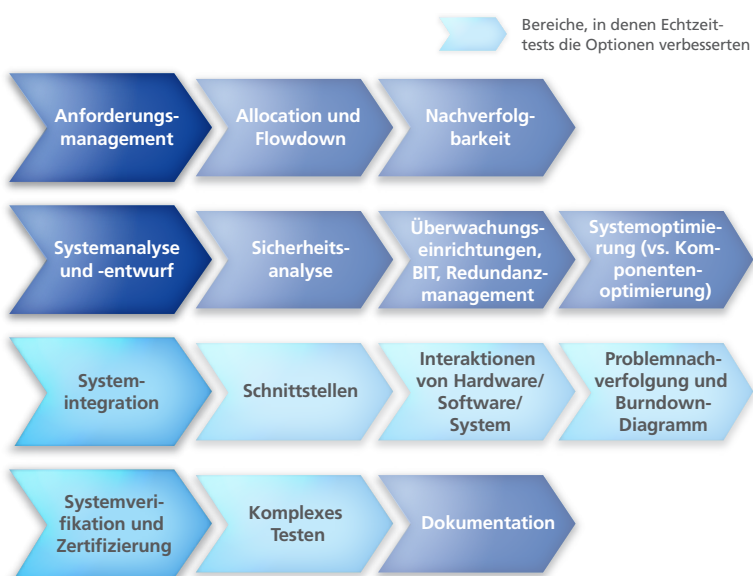 Bereiche, in denen Echtzeit-
tests die Optionen verbesserten
Anforderungs-
management
Allocation und
Flowdown
Nachverfolg-
barkeit
Systemanalyse
und -entwurf
Sicherheits-
analyse
Überwachungs-
einrichtungen,
BIT, Redundanz-
management
Systemoptimie-
rung (vs. Kom-
ponenten-
optimierung)
System-
integration
Schnittstellen
Interaktionen
von Hardware/
Software/
System
Problemnach-
verfolgung und
Burndown-
Diagramm
Systemveri-
fikation und
Zertifizierung
Komplexes
Testen
Dokumentation